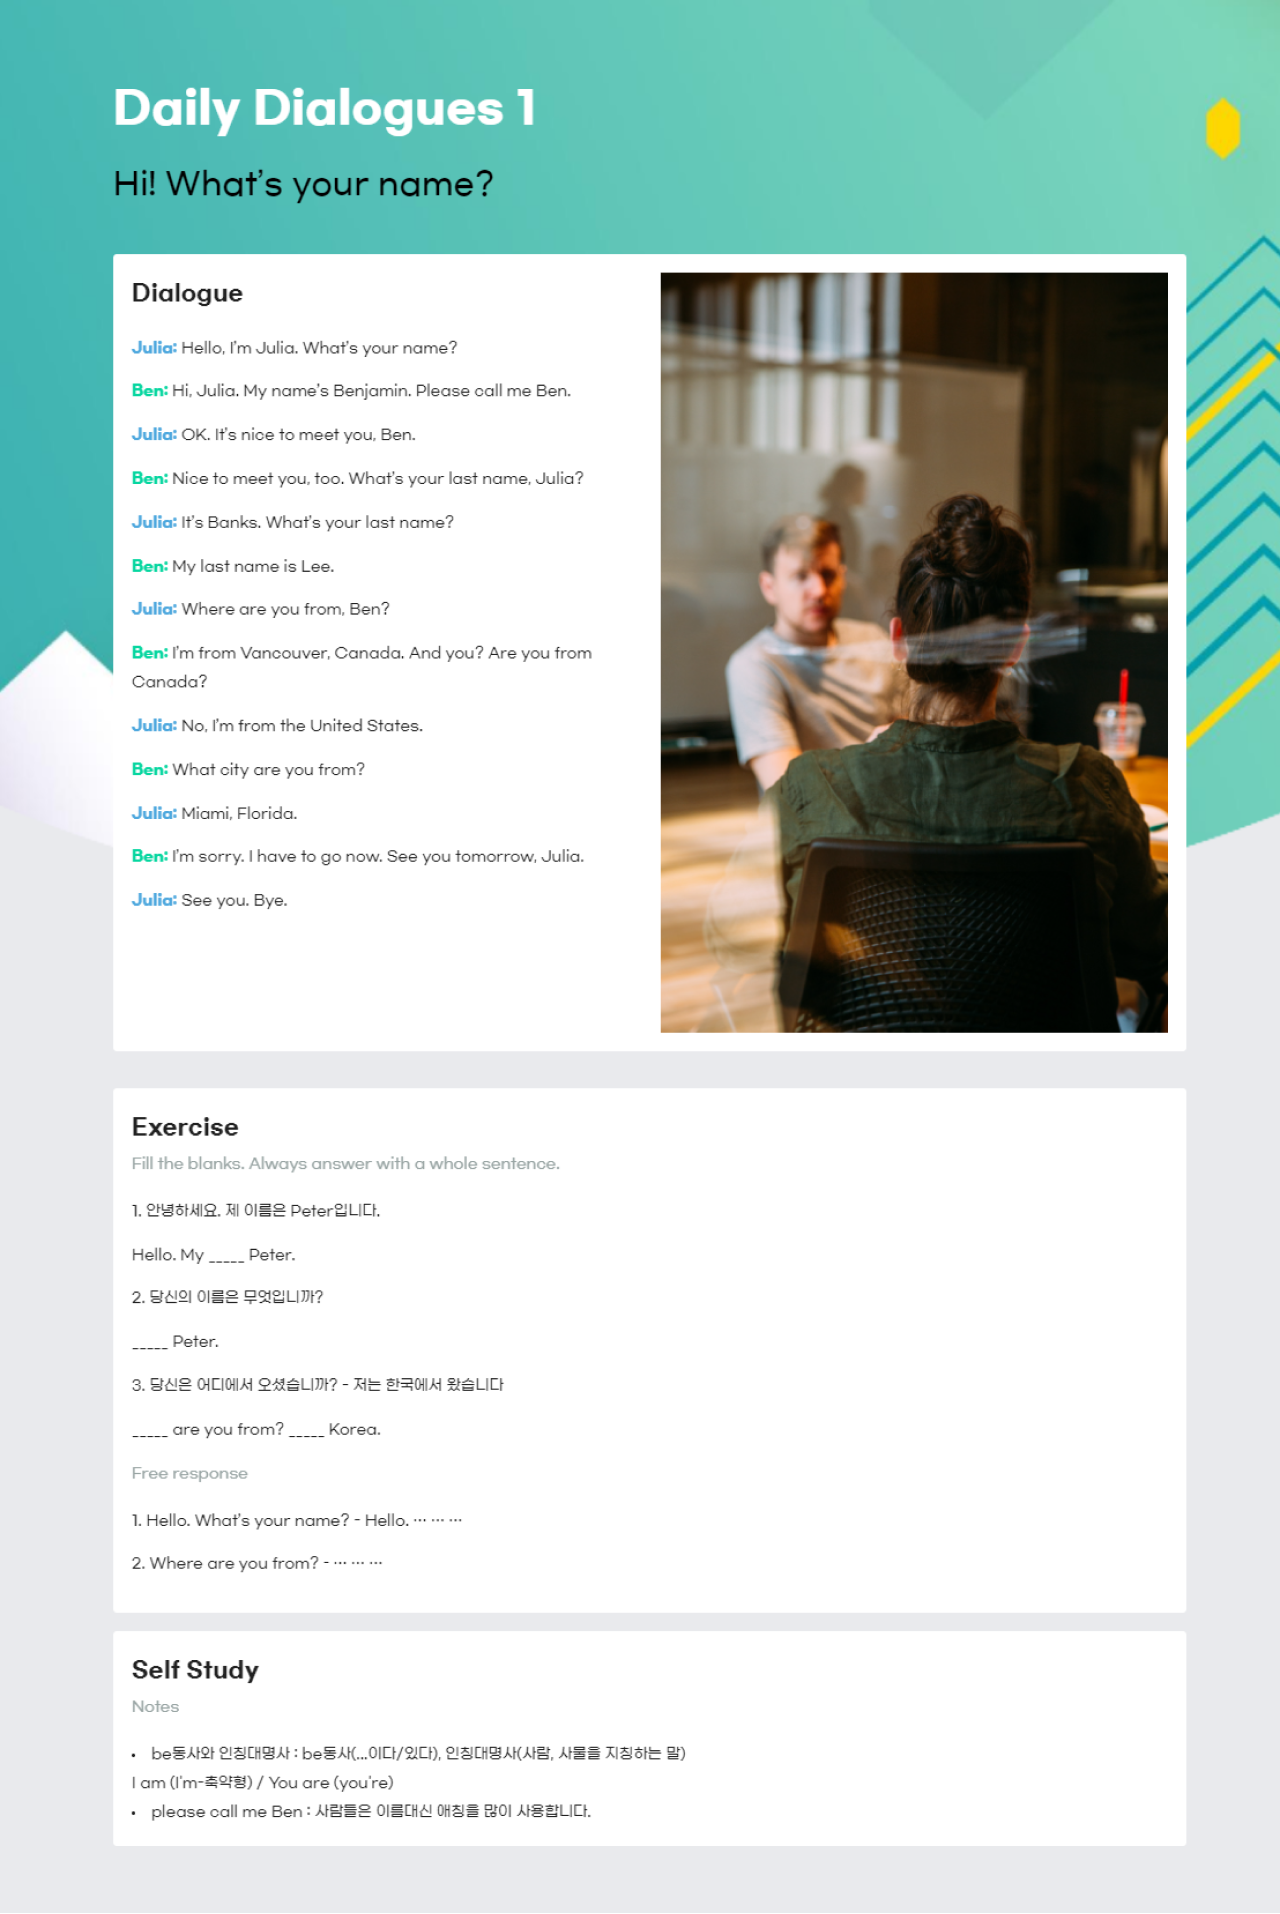 Daily Dialogues 1
Hi! What's your name?
Dialogue
Julia: Hello, I'm Julia. What's your name?
Ben: Hi, Julia. My name's Benjamin. Please call me Ben.
Julia: OK. It's nice to meet you, Ben.
Ben: Nice to meet you, too. What's your last name, Julia?
Julia: It's Banks. What's your last name?
Ben: My last name is Lee.
Julia: Where are you from, Ben?
Ben: I'm from Vancouver, Canada. And you? Are you from
Canada?
Julia: No, I'm from the United States.
Ben: What city are you from?
Julia: Miami, Florida.
Ben: I'm sorry. I have to go now. See you tomorrow, Julia.
Julia: See you. Bye.
Exercise
Fill the blanks. Always answer with a whole sentence.
1. 안녕하세요. 제 이름은 Peter입니다.
Hello. My _____ Peter.
2. 당신의 이름은 무엇입니까?
_____ Peter.
3. 당신은 어디에서 오셨습니까? - 저는 한국에서 왔습니다
_____ are you from? _____ Korea.
Free response
1. Hello. What's your name? - Hello. … … …
2. Where are you from? - … … …
Self Study
Notes
• be동사와 인칭대명사 : be동사(...이다/있다), 인칭대명사(사람, 사물을 지칭하는 말)
I am (I'm-축약형) / You are (you're)
• please call me Ben : 사람들은 이름대신 애칭을 많이 사용합니다.